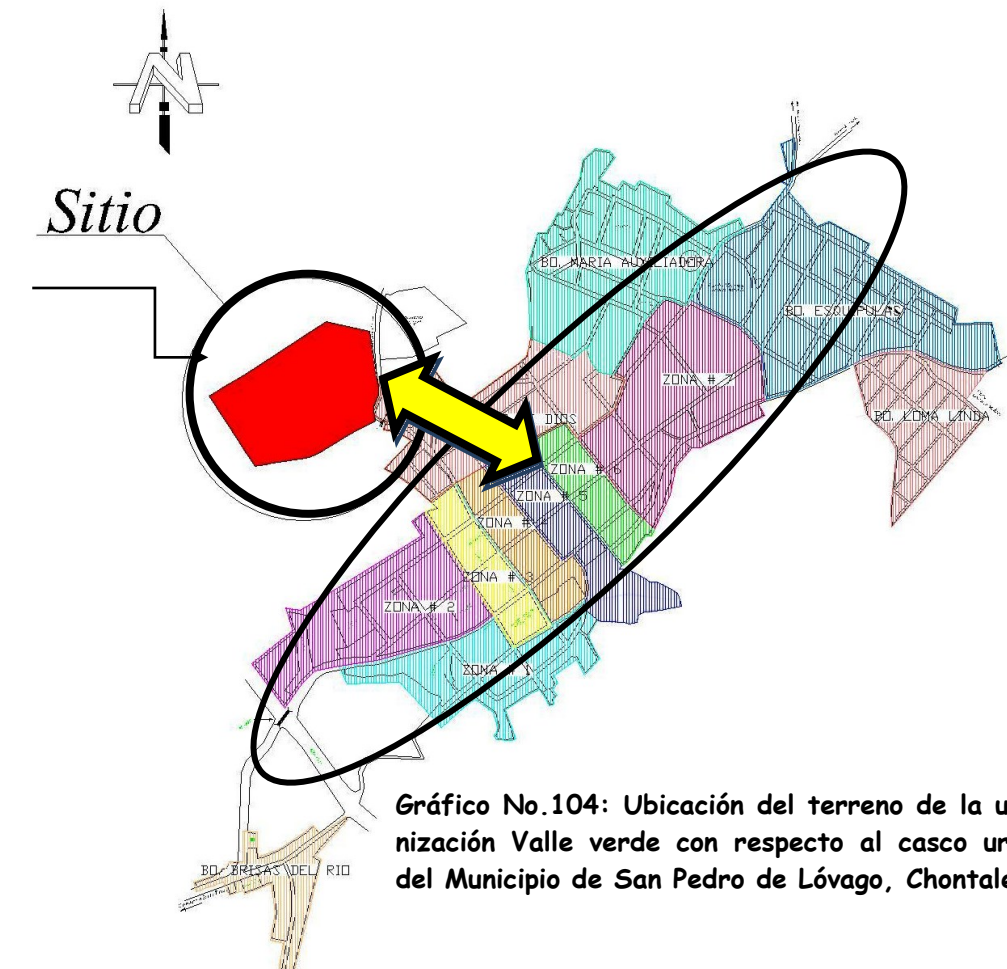 N
Sitio
BO. MARIA AUXILIADORA
BO. ESQUIPULAS
ZONA # 7
BO. LOMA LINDA
DIOS
ZONA # 6
ZONA # 5
ZONA # 4
ZONA # 3
ZONA # 2
ZONA # 1
BO. BRISAS DEL RIO
Gráfico No.104: Ubicación del terreno de la u
nización Valle verde con respecto al casco ur
del Municipio de San Pedro de Lóvago, Chontale